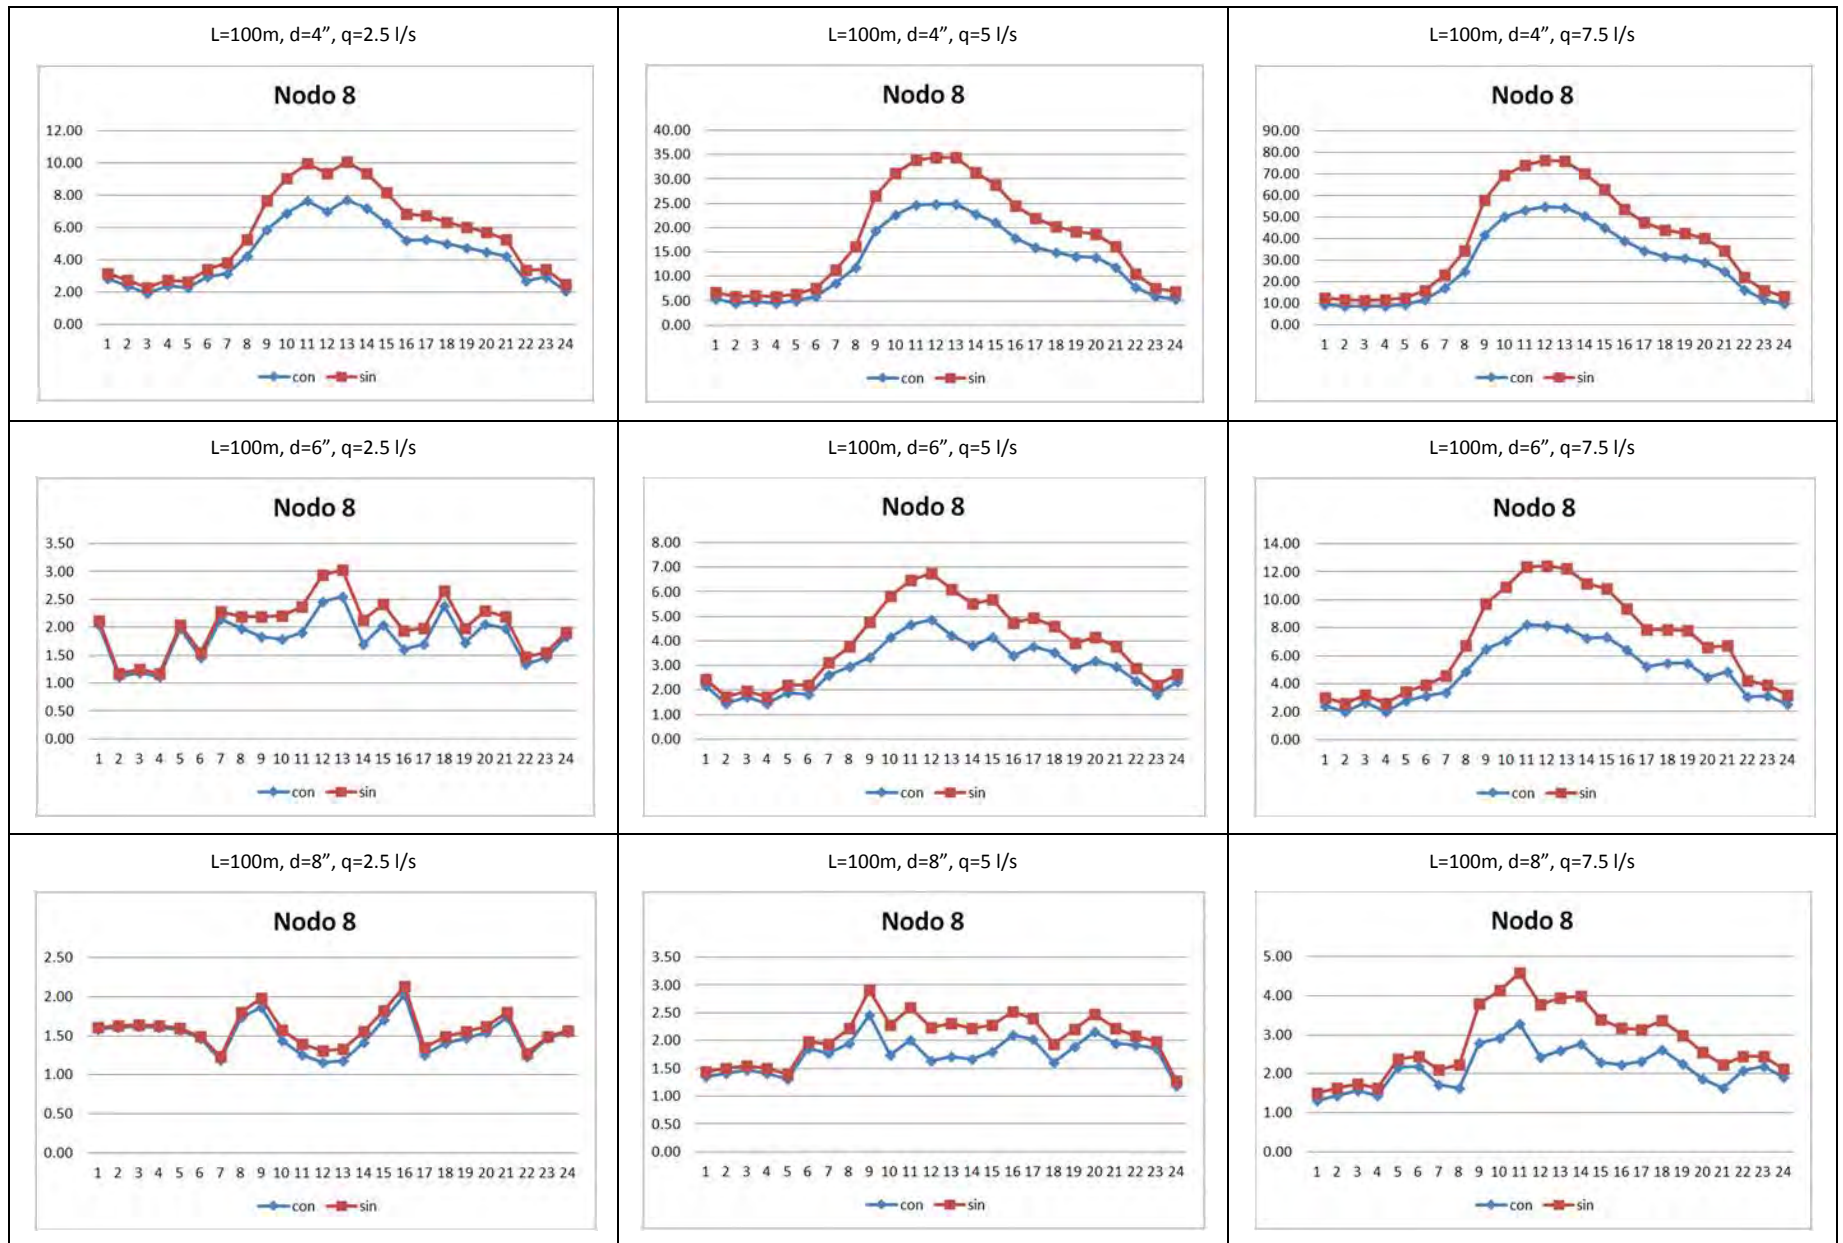 L=100m, d=4”, q=2.5 l/s
Nodo 8
12.00
10.00
8.00
6.00
4.00
2.00
0.00
1 2 3 4 5 6 7 8 9 10 11 12 13 14 15 16 17 18 19 20 21 22 23 24
con sin
L=100m, d=4”, q=5 l/s
Nodo 8
40.00
35.00
30.00
25.00
20.00
15.00
10.00
5.00
0.00
1 2 3 4 5 6 7 8 9 10 11 12 13 14 15 16 17 18 19 20 21 22 23 24
con sin
L=100m, d=4”, q=7.5 l/s
Nodo 8
90.00
80.00
70.00
60.00
50.00
40.00
30.00
20.00
10.00
0.00
1 2 3 4 5 6 7 8 9 10 11 12 13 14 15 16 17 18 19 20 21 22 23 24
con sin
L=100m, d=6”, q=2.5 l/s
Nodo 8
3.50
3.00
2.50
2.00
1.50
1.00
0.50
0.00
1 2 3 4 5 6 7 8 9 10 11 12 13 14 15 16 17 18 19 20 21 22 23 24
con sin
L=100m, d=6”, q=5 l/s
Nodo 8
8.00
7.00
6.00
5.00
4.00
3.00
2.00
1.00
0.00
1 2 3 4 5 6 7 8 9 10 11 12 13 14 15 16 17 18 19 20 21 22 23 24
con sin
L=100m, d=6”, q=7.5 l/s
Nodo 8
14.00
12.00
10.00
8.00
6.00
4.00
2.00
0.00
1 2 3 4 5 6 7 8 9 10 11 12 13 14 15 16 17 18 19 20 21 22 23 24
con sin
L=100m, d=8”, q=2.5 l/s
Nodo 8
2.50
2.00
1.50
1.00
0.50
0.00
1 2 3 4 5 6 7 8 9 10 11 12 13 14 15 16 17 18 19 20 21 22 23 24
con sin
L=100m, d=8”, q=5 l/s
Nodo 8
3.50
3.00
2.50
2.00
1.50
1.00
0.50
0.00
1 2 3 4 5 6 7 8 9 10 11 12 13 14 15 16 17 18 19 20 21 22 23 24
con sin
L=100m, d=8”, q=7.5 l/s
Nodo 8
5.00
4.00
3.00
2.00
1.00
0.00
1 2 3 4 5 6 7 8 9 10 11 12 13 14 15 16 17 18 19 20 21 22 23 24
con sin